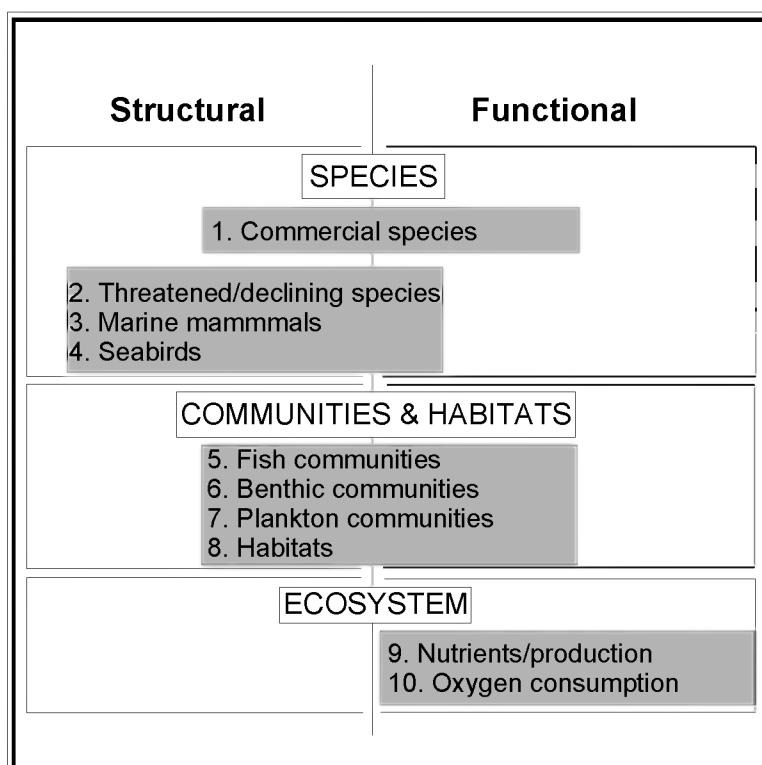 Structural
Functional
SPECIES
1. Commercial species
2. Threatened/declining species
3. Marine mammmals
4. Seabirds
COMMUNITIES & HABITATS
5. Fish communities
6. Benthic communities
7. Plankton communities
8. Habitats
ECOSYSTEM
9. Nutrients/production
10. Oxygen consumption